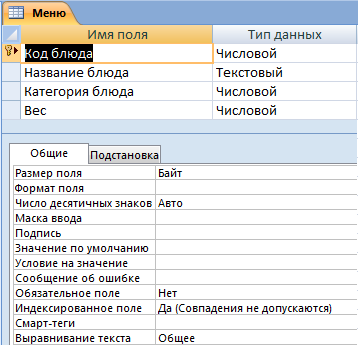 Меню
Имя поля Тип данных
Код блюда Числовой
Название блюда Текстовый
Категория блюда Числовой
Вес Числовой
Общие Подстановка
Размер поля Байт
Формат поля
Число десятичных знаков Авто
Маска ввода
Подпись
Значение по умолчанию
Условие на значение
Сообщение об ошибке
Обязательное поле Нет
Индексированное поле Да (Совпадения не допускаются)
Смарт-теги
Выравнивание текста Общее